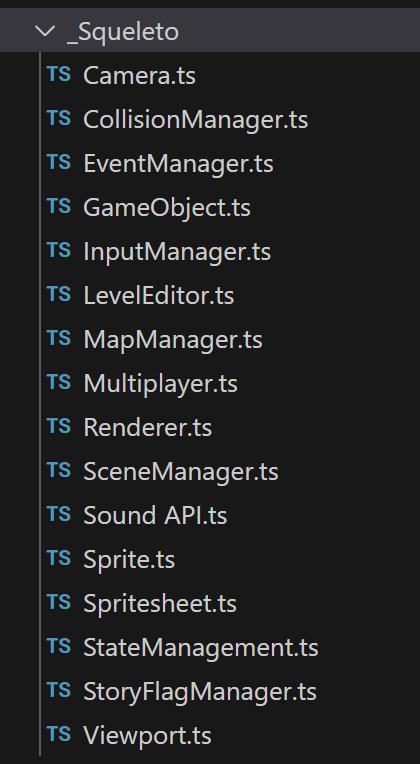 _Squeleto
TS Camera.ts
TS CollisionManager.ts
TS EventManager.ts
TS GameObject.ts
TS InputManager.ts
TS LevelEditor.ts
TS MapManager.ts
TS Multiplayer.ts
TS Renderer.ts
TS SceneManager.ts
TS Sound API.ts
TS Sprite.ts
TS Spritesheet.ts
TS StateManagement.ts
TS StoryFlagManager.ts
TS Viewport.ts